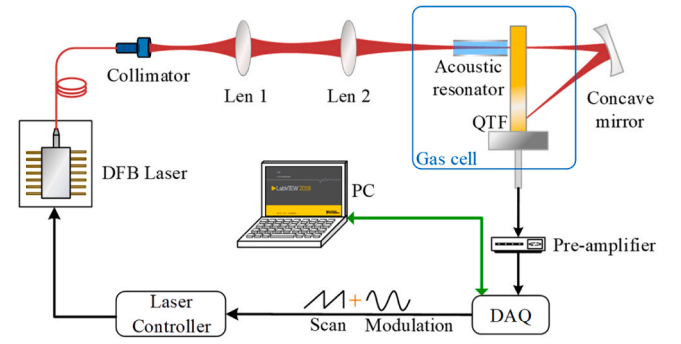 Collimator
Len 1
Len 2
Acoustic
resonator
QTF
Gas cell
Concave
mirror
DFB Laser
LabVIEW 2019
PC
Pre-amplifier
Laser
Controller
+
Scan
Modulation
DAQ